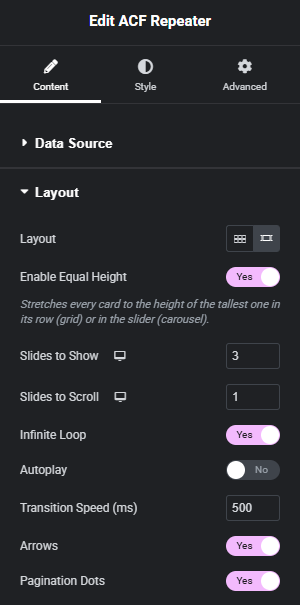 Edit ACF Repeater
Content Style Advanced
Data Source
Layout
Layout
Enable Equal Height Yes
Stretches every card to the height of the tallest one in
its row (grid) or in the slider (carousel).
Slides to Show 3
Slides to Scroll 1
Infinite Loop Yes
Autoplay No
Transition Speed (ms) 500
Arrows Yes
Pagination Dots Yes